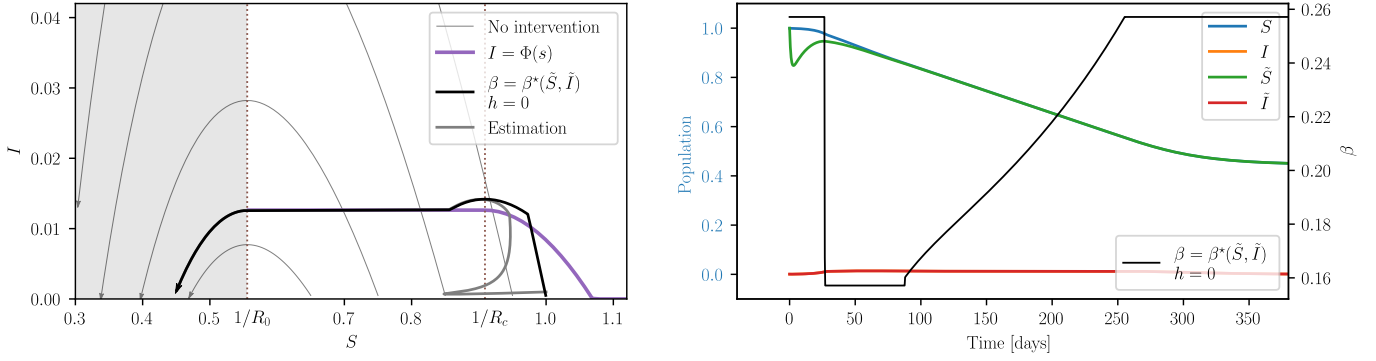 0.04
0.03
0.02
0.01
0.00
I
0.3
0.4
0.5
1/R₀
0.7
0.8
1/R_c
1.0
1.1
S
No intervention
I = Φ(s)
β = β⋆(S̃, Ĩ)
h = 0
Estimation
1.0
0.8
0.6
0.4
0.2
0.0
Population
0
50
100
150
200
250
300
350
Time [days]
S
I
S̃
Ĩ
β = β⋆(S̃, Ĩ)
h = 0
0.26
0.24
0.22
0.20
0.18
0.16
β